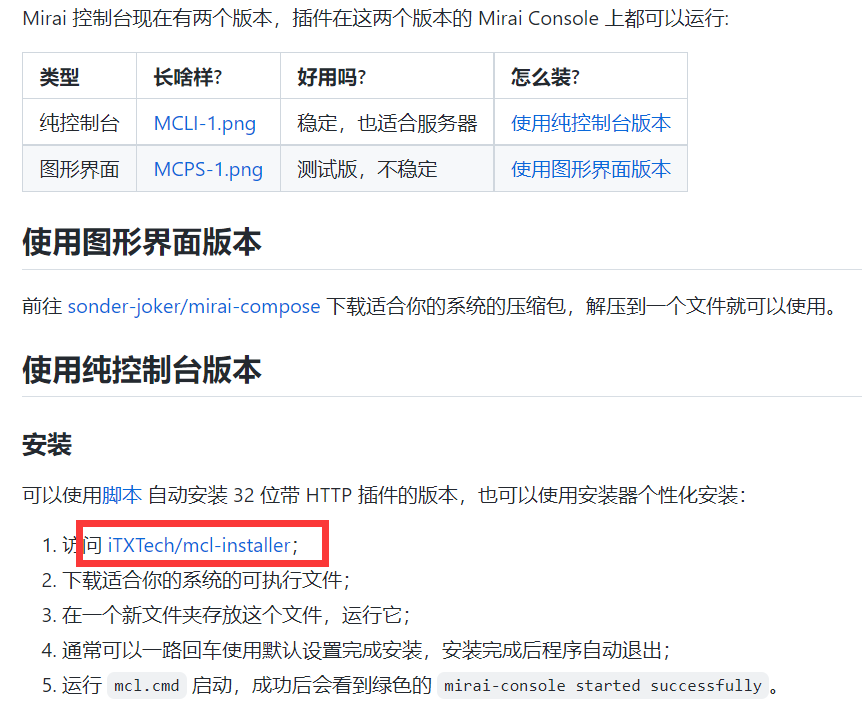 Mirai 控制台现在有两个版本，插件在这两个版本的 Mirai Console 上都可以运行:
类型 长啥样? 好用吗? 怎么装?
纯控制台 MCLI-1.png 稳定，也适合服务器 使用纯控制台版本
图形界面 MCPS-1.png 测试版，不稳定 使用图形界面版本
使用图形界面版本
前往 sonder-joker/mirai-compose 下载适合你的系统的压缩包，解压到一个文件就可以使用。
使用纯控制台版本
安装
可以使用脚本 自动安装 32 位带 HTTP 插件的版本，也可以使用安装器个性化安装：
1. 访问 iTXTech/mcl-installer；
2. 下载适合你的系统的可执行文件；
3. 在一个新文件夹存放这个文件，运行它；
4. 通常可以一路回车使用默认设置完成安装，安装完成后程序自动退出；
5. 运行 mcl.cmd 启动，成功后会看到绿色的 mirai-console started successfully 。